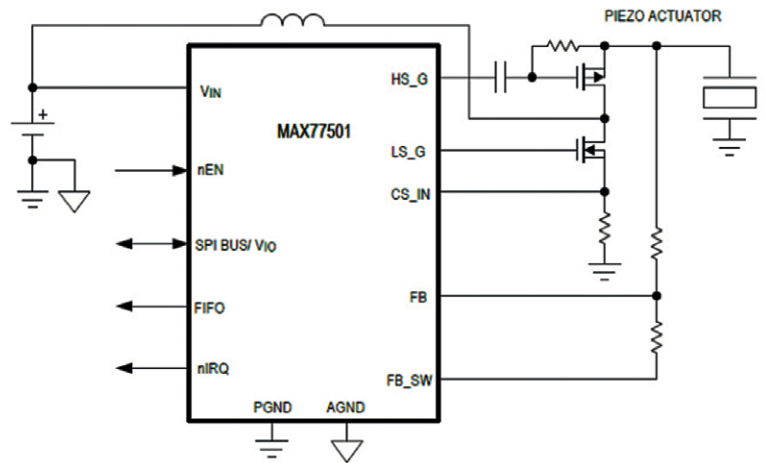 PIEZO ACTUATOR
+
VIN
HS_G
MAX77501
LS_G
nEN
CS_IN
SPI BUS/ VIO
FIFO
FB
nIRQ
FB_SW
PGND
AGND